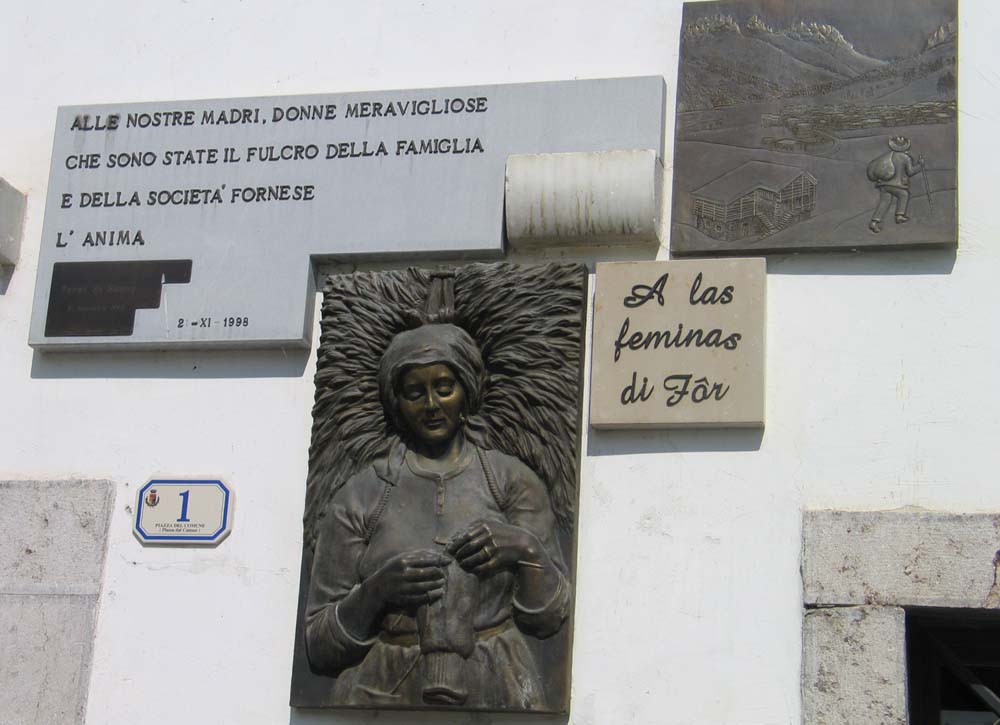 ALLE NOSTRE MADRI, DONNE MERAVIGLIOSE
CHE SONO STATE IL FULCRO DELLA FAMIGLIA
E DELLA SOCIETA' FORNESE
L' ANIMA
2-XI-1998
A las
feminas
di Fôr
1
PIAZZA DEL COMUNE